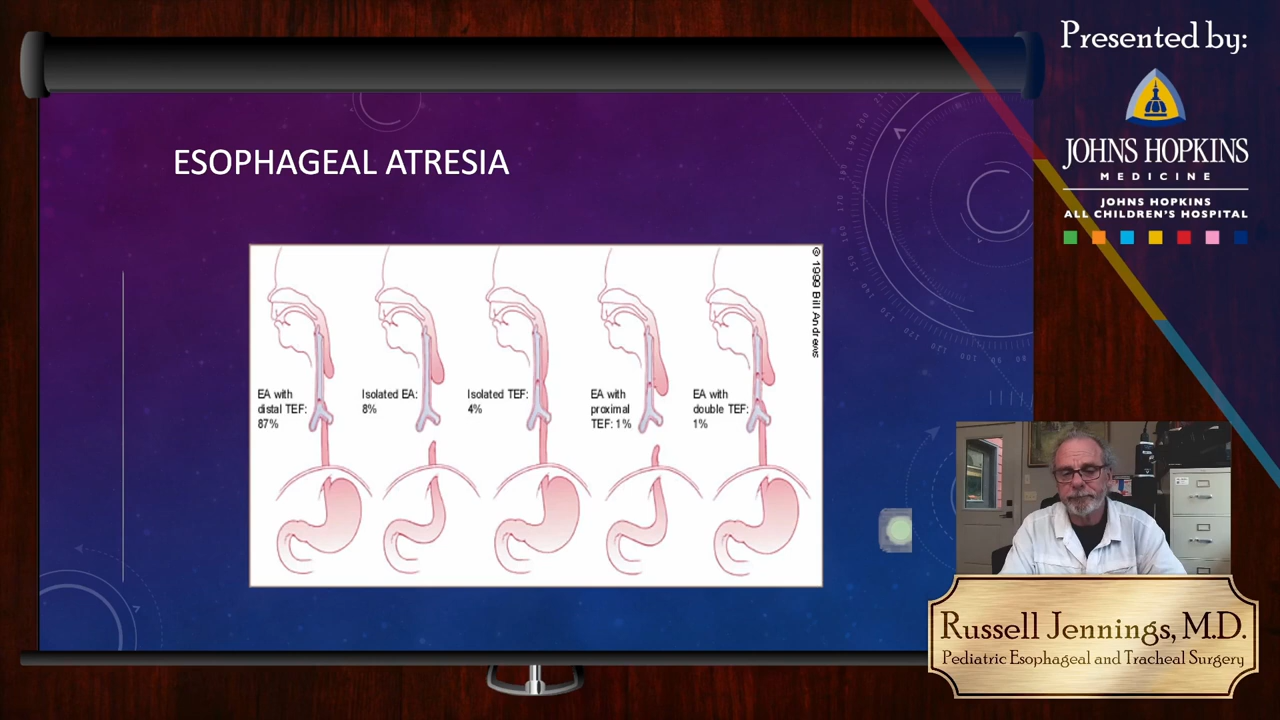 Presented by:
JOHNS HOPKINS
MEDICINE
JOHNS HOPKINS
ALL CHILDREN'S HOSPITAL
ESOPHAGEAL ATRESIA
© 1999 Bill Andrews
EA with
distal TEF:
87%
Isolated EA:
8%
Isolated TEF:
4%
EA with
proximal
TEF: 1%
EA with
double TEF:
1%
Russell Jennings, M.D.
Pediatric Esophageal and Tracheal Surgery